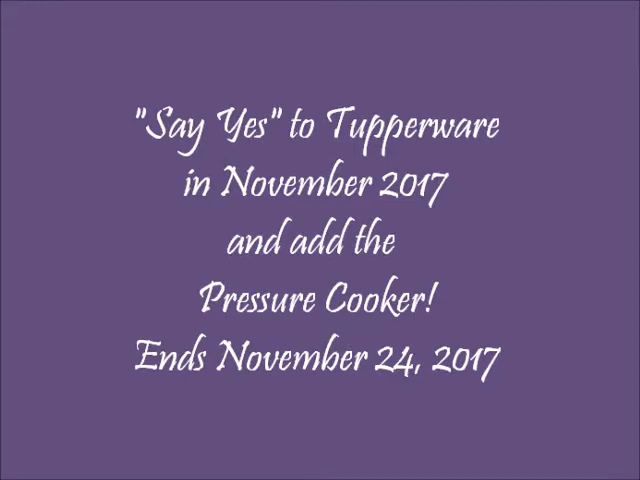 "Say Yes" to Tupperware
in November 2017
and add the
Pressure Cooker!
Ends November 24, 2017